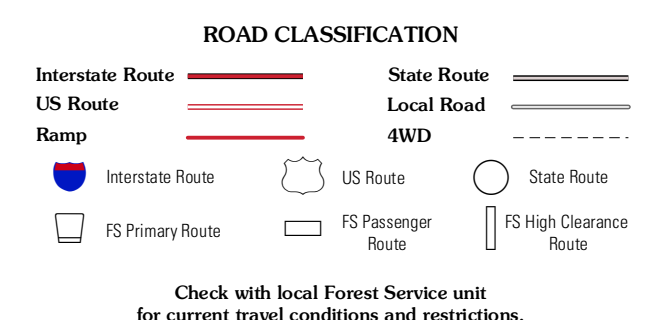 ROAD CLASSIFICATION
Interstate Route
State Route
US Route
Local Road
Ramp
4WD
Interstate Route
US Route
State Route
FS Primary Route
FS Passenger
Route
FS High Clearance
Route
Check with local Forest Service unit
for current travel conditions and restrictions.